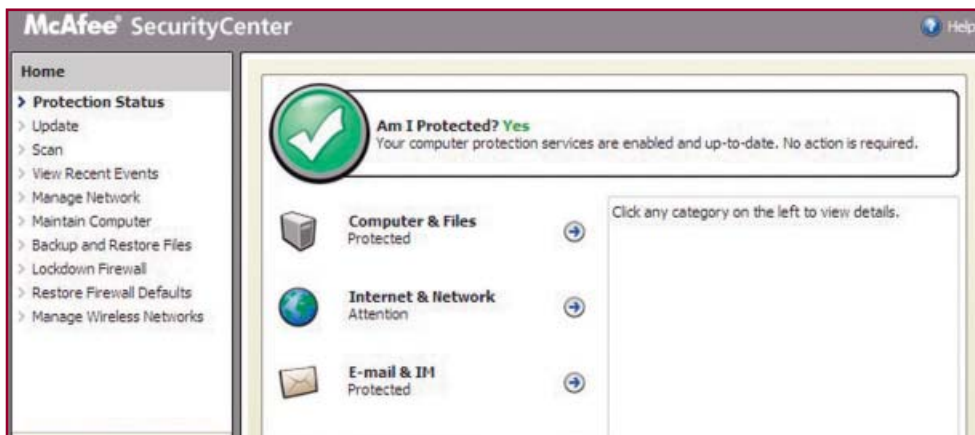 McAfee® SecurityCenter
Help
Home
Protection Status
Update
Scan
View Recent Events
Manage Network
Maintain Computer
Backup and Restore Files
Lockdown Firewall
Restore Firewall Defaults
Manage Wireless Networks
Am I Protected? Yes
Your computer protection services are enabled and up-to-date. No action is required.
Computer & Files
Protected
Internet & Network
Attention
E-mail & IM
Protected
Click any category on the left to view details.